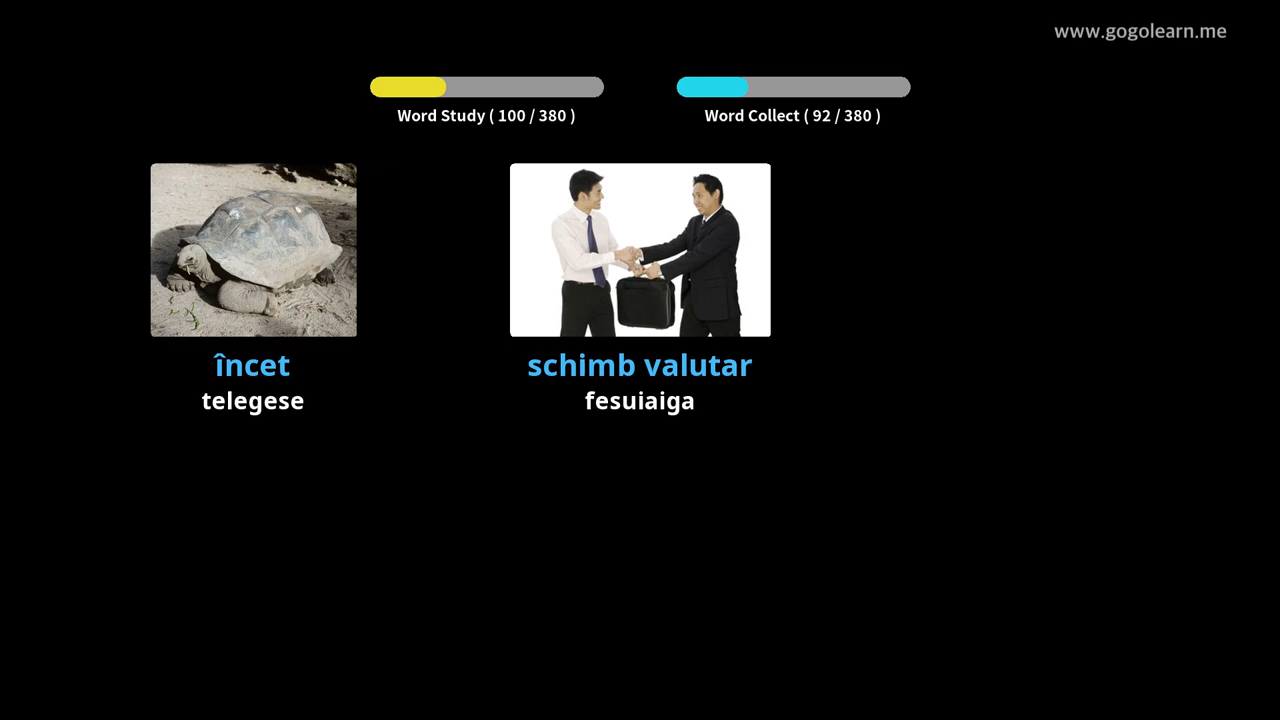 www.gogolearn.me
Word Study ( 100 / 380 )
Word Collect ( 92 / 380 )
încet
telegese
schimb valutar
fesuiaiga